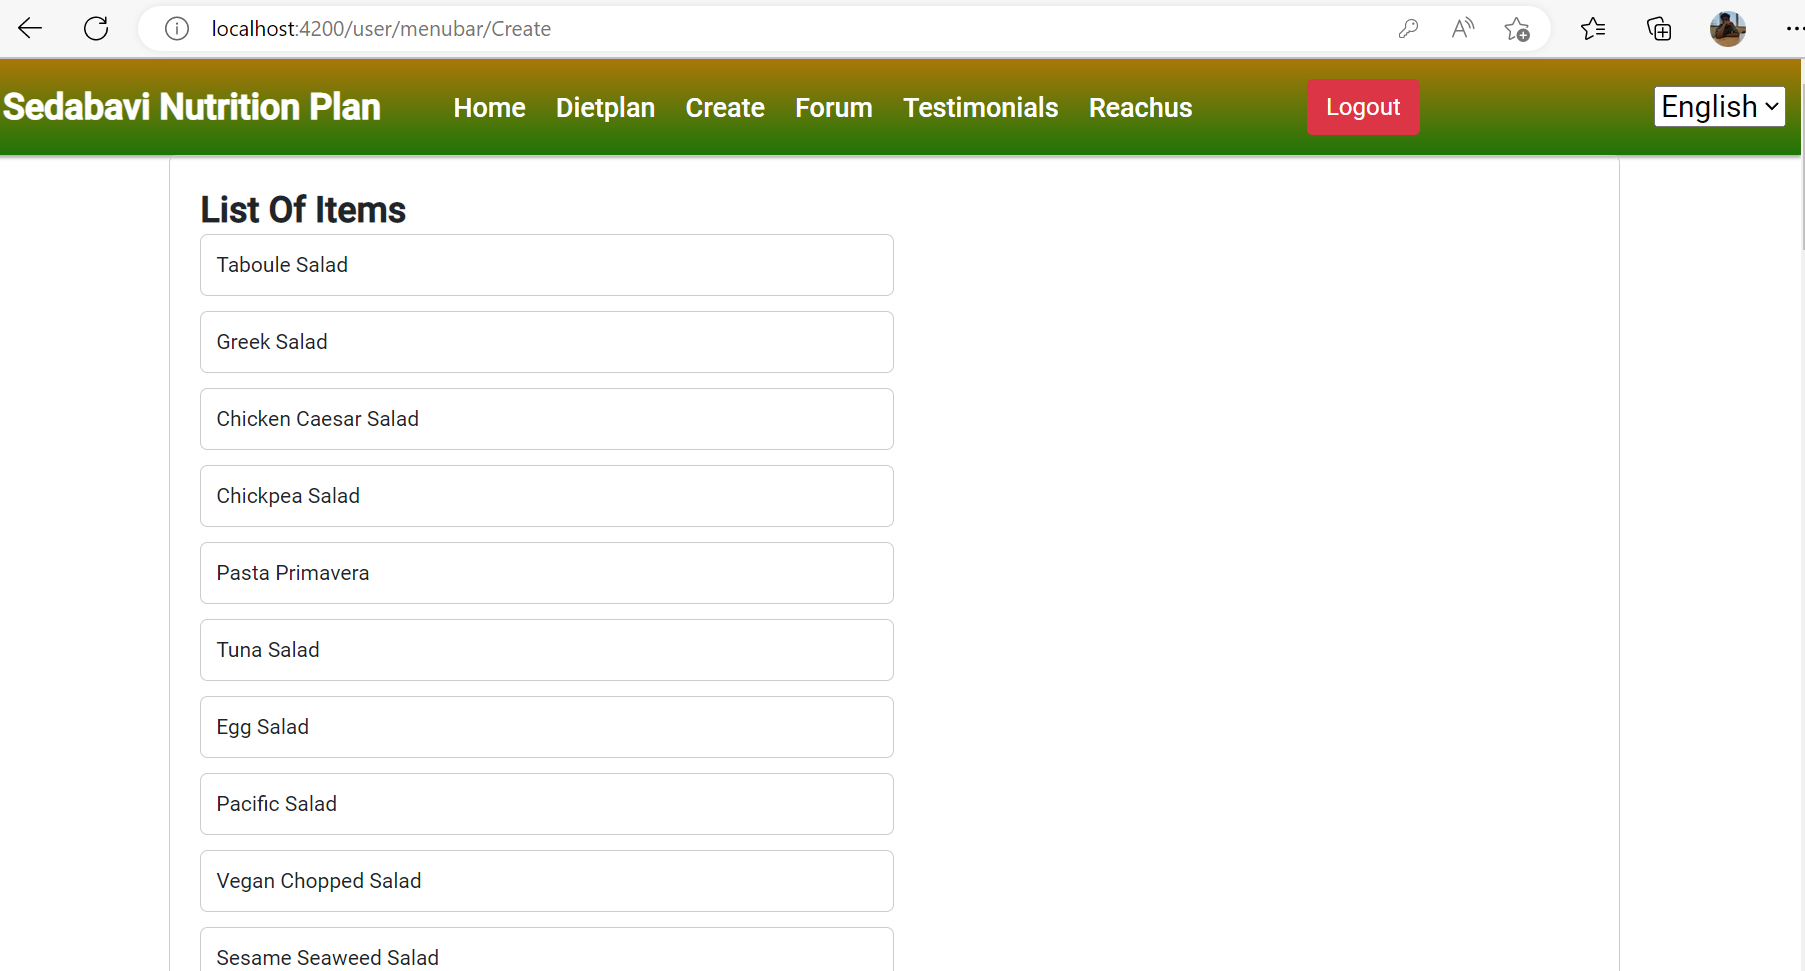 localhost:4200/user/menubar/Create
Sedabavi Nutrition Plan Home Dietplan Create Forum Testimonials Reachus Logout English
List Of Items
Taboule Salad
Greek Salad
Chicken Caesar Salad
Chickpea Salad
Pasta Primavera
Tuna Salad
Egg Salad
Pacific Salad
Vegan Chopped Salad
Sesame Seaweed Salad